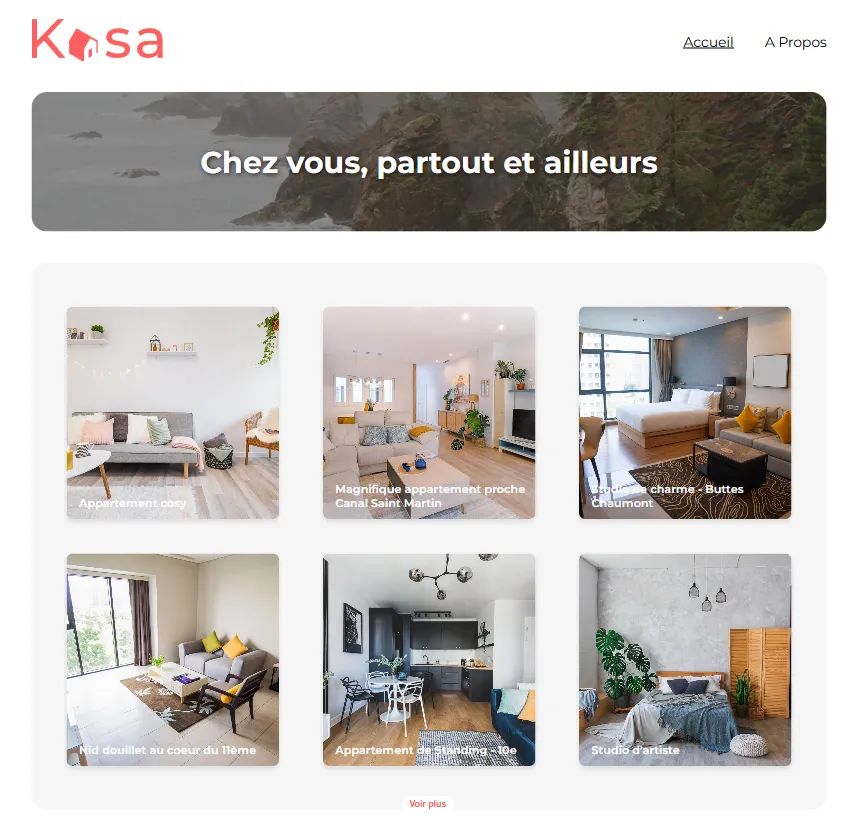 Kasa
Accueil
A Propos
Chez vous, partout et ailleurs
Appartement cosy
Magnifique appartement proche
Canal Saint Martin
Studio de charme - Buttes
Chaumont
Nid douillet au coeur du 11ème
Appartement de Standing - 10e
Studio d'artiste
Voir plus